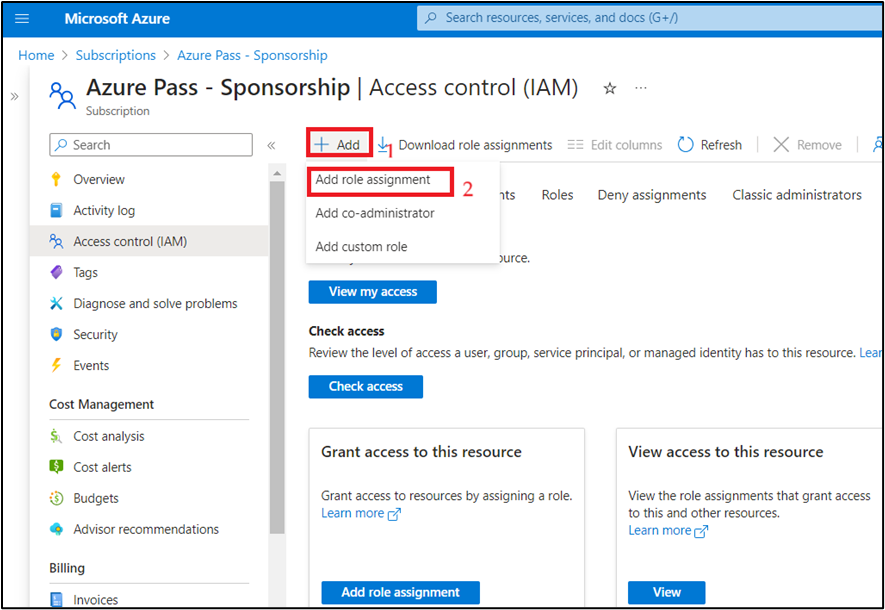 Microsoft Azure
Search resources, services, and docs (G+/)
Home > Subscriptions > Azure Pass - Sponsorship
Azure Pass - Sponsorship | Access control (IAM)
Subscription
Search
Add
1
Download role assignments
Edit columns
Refresh
Remove
Add role assignment
2
Add co-administrator
Add custom role
nts
Roles
Deny assignments
Classic administrators
ource.
View my access
Check access
Review the level of access a user, group, service principal, or managed identity has to this resource. Lear
Check access
Overview
Activity log
Access control (IAM)
Tags
Diagnose and solve problems
Security
Events
Cost Management
Cost analysis
Cost alerts
Budgets
Advisor recommendations
Billing
Invoices
Grant access to this resource
Grant access to resources by assigning a role.
Learn more
Add role assignment
View access to this resource
View the role assignments that grant access
to this and other resources.
Learn more
View